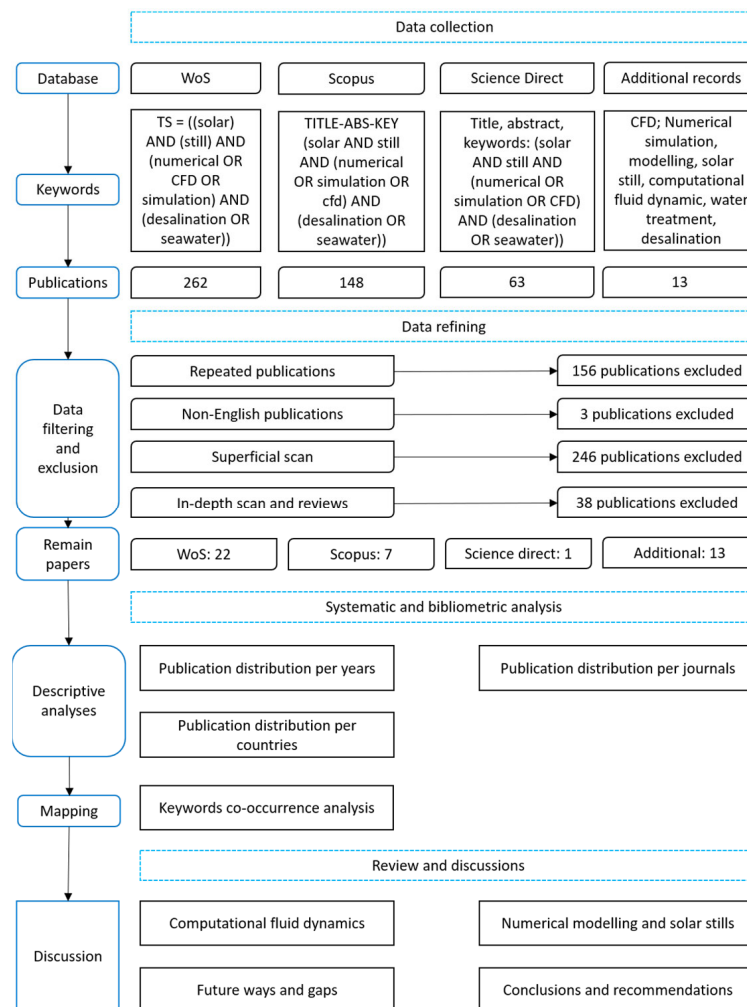 Data collection
Database
WoS
Scopus
Science Direct
Additional records
Keywords
TS = ((solar)
AND (still) AND
(numerical OR
CFD OR
simulation) AND
(desalination OR
seawater))
TITLE-ABS-KEY
(solar AND still
AND (numerical
OR simulation OR
cfd) AND
(desalination OR
seawater))
Title, abstract,
keywords: (solar
AND still AND
(numerical OR
simulation OR CFD)
AND (desalination
OR seawater))
CFD; Numerical
simulation,
modelling, solar
still, computational
fluid dynamic, water
treatment,
desalination
Publications
262
148
63
13
Data refining
Data
filtering
and
exclusion
Repeated publications
156 publications excluded
Non-English publications
3 publications excluded
Superficial scan
246 publications excluded
In-depth scan and reviews
38 publications excluded
Remain
papers
WoS: 22
Scopus: 7
Science direct: 1
Additional: 13
Systematic and bibliometric analysis
Descriptive
analyses
Publication distribution per years
Publication distribution per journals
Publication distribution per
countries
Mapping
Keywords co-occurrence analysis
Review and discussions
Discussion
Computational fluid dynamics
Numerical modelling and solar stills
Future ways and gaps
Conclusions and recommendations